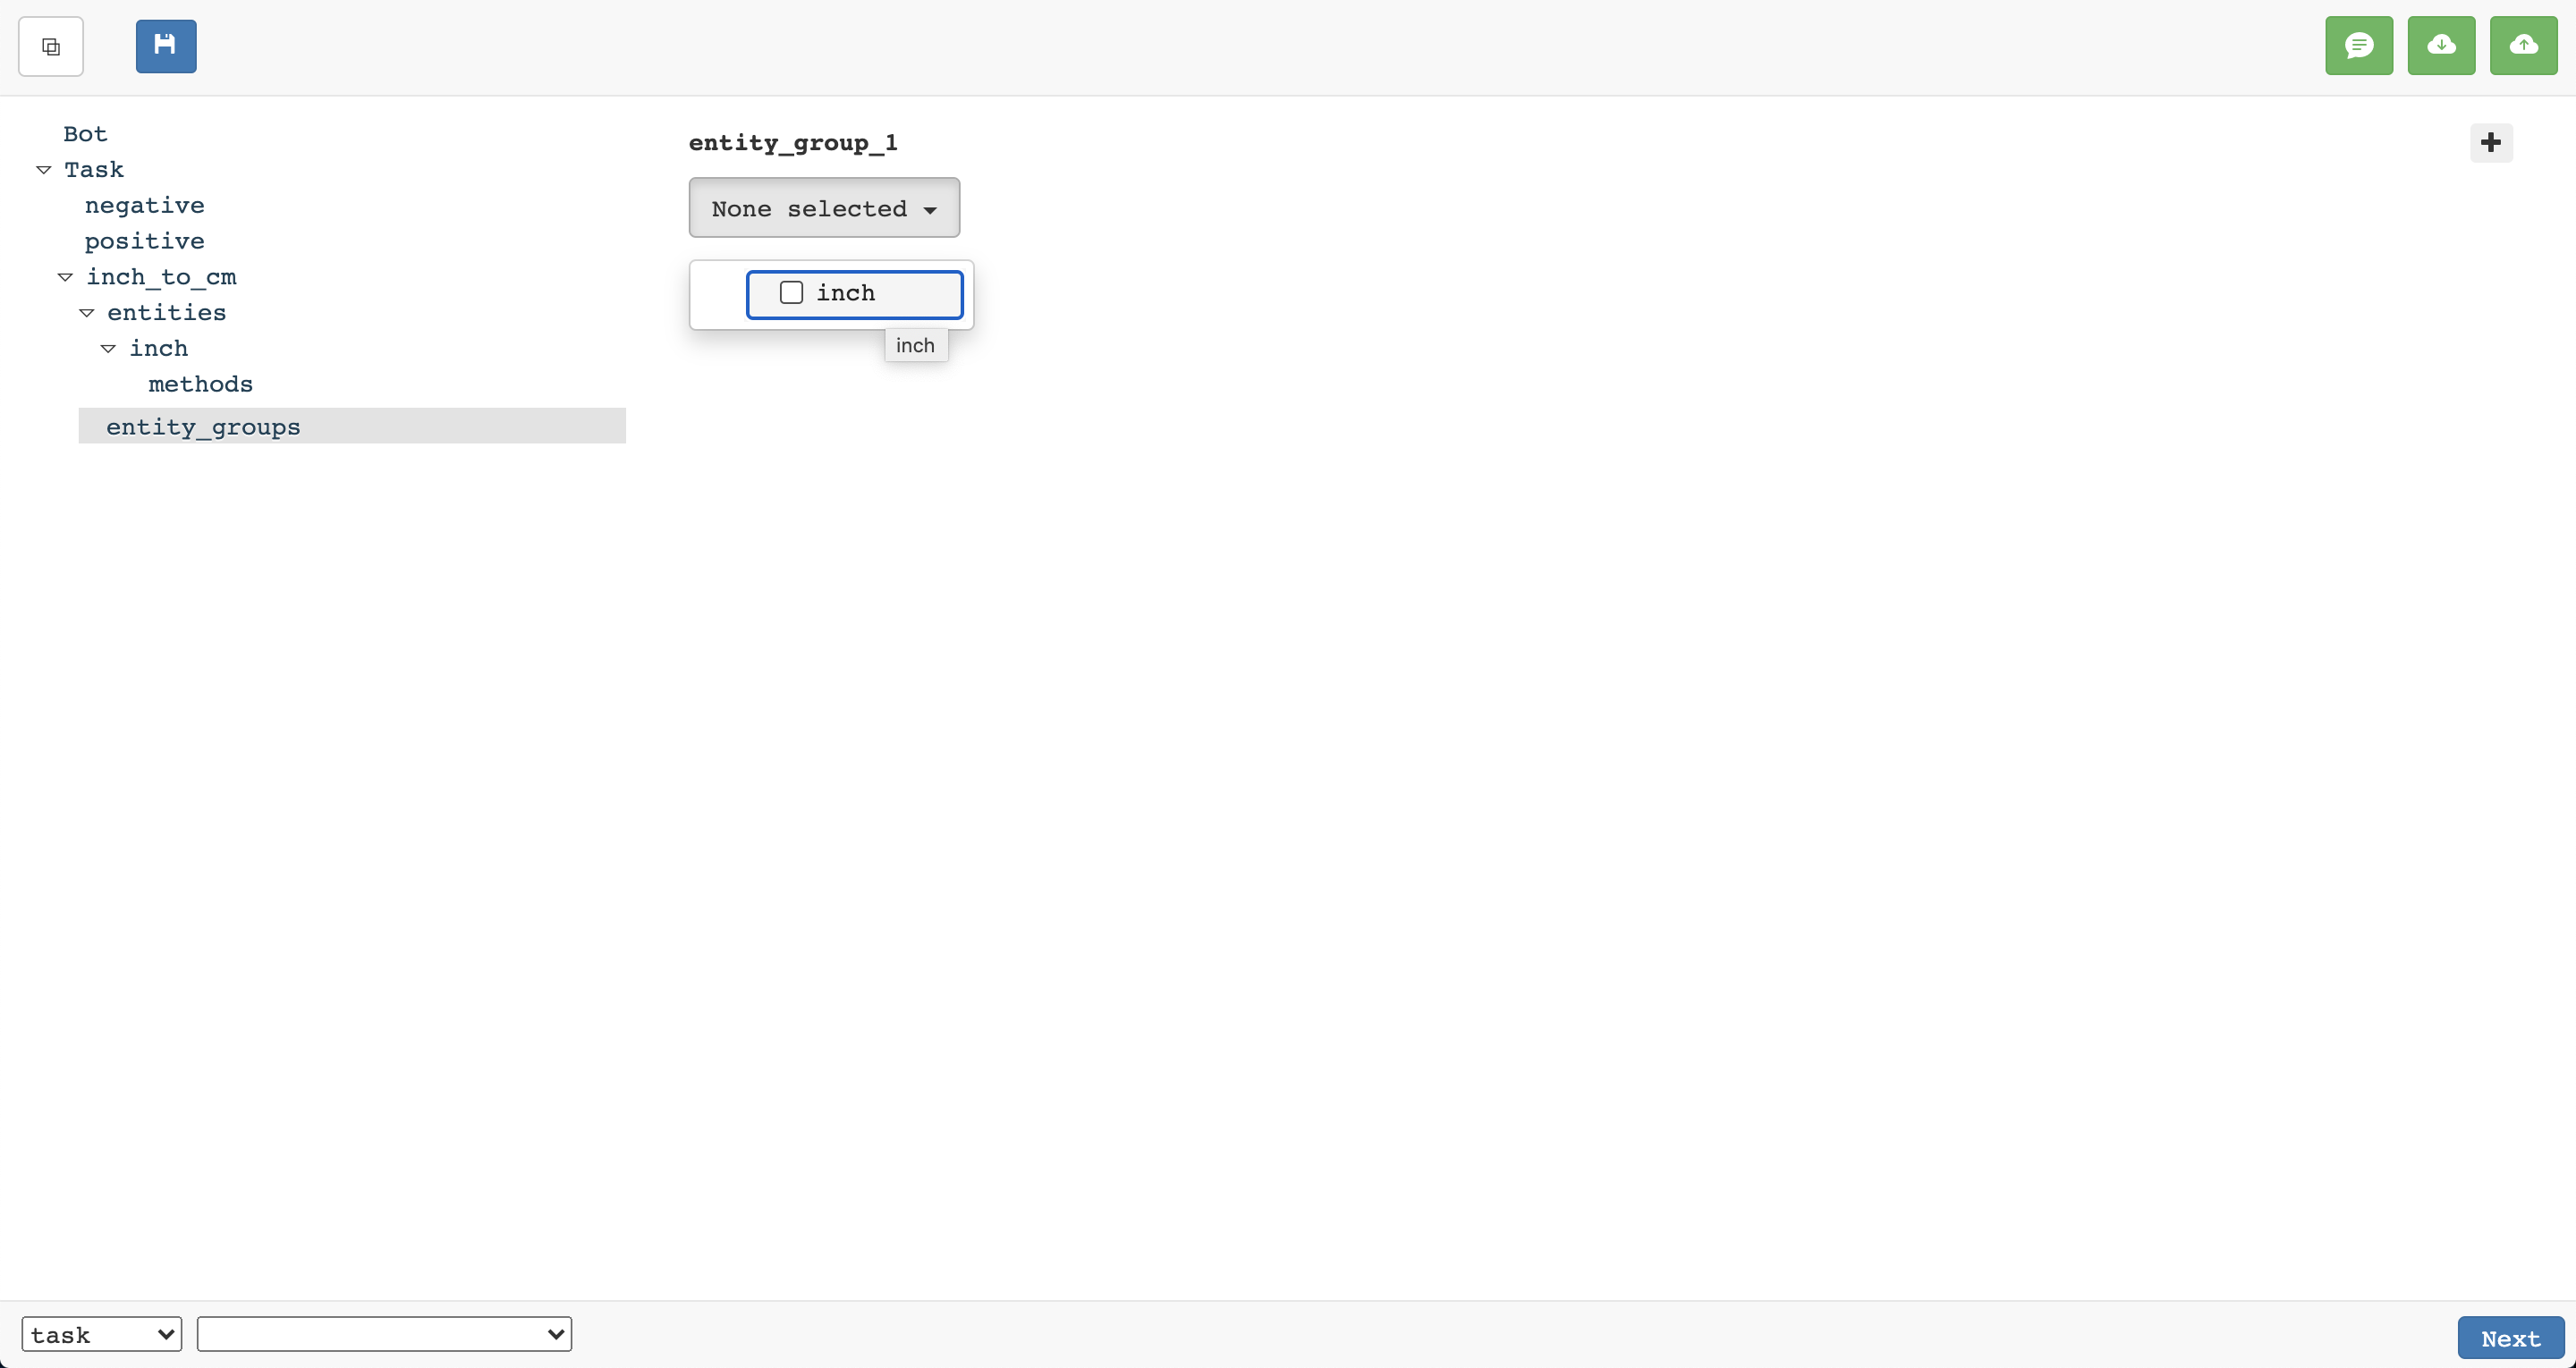 Bot
Task
negative
positive
inch_to_cm
entities
inch
methods
entity_groups
entity_group_1
None selected
inch
inch
task
Next